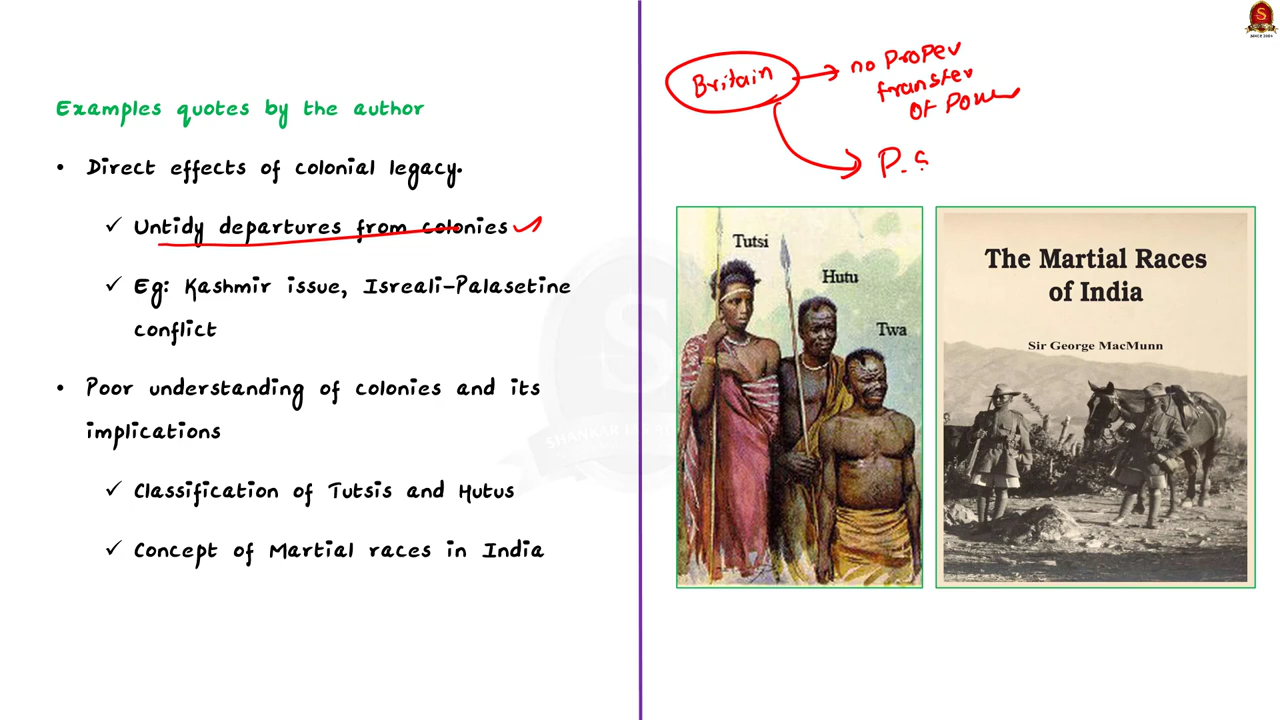 Examples quotes by the author
• Direct effects of colonial legacy.
✓ Untidy departures from colonies
✓ Eg: Kashmir issue, Isreali-Palasetine
conflict
• Poor understanding of colonies and its
implications
✓ Classification of Tutsis and Hutus
✓ Concept of Martial races in India
Britain → no proper
transfer
of Power
P.S
Tutsi
Hutu
Twa
The Martial Races
of India
Sir George MacMunn
S
SINCE 2004
S